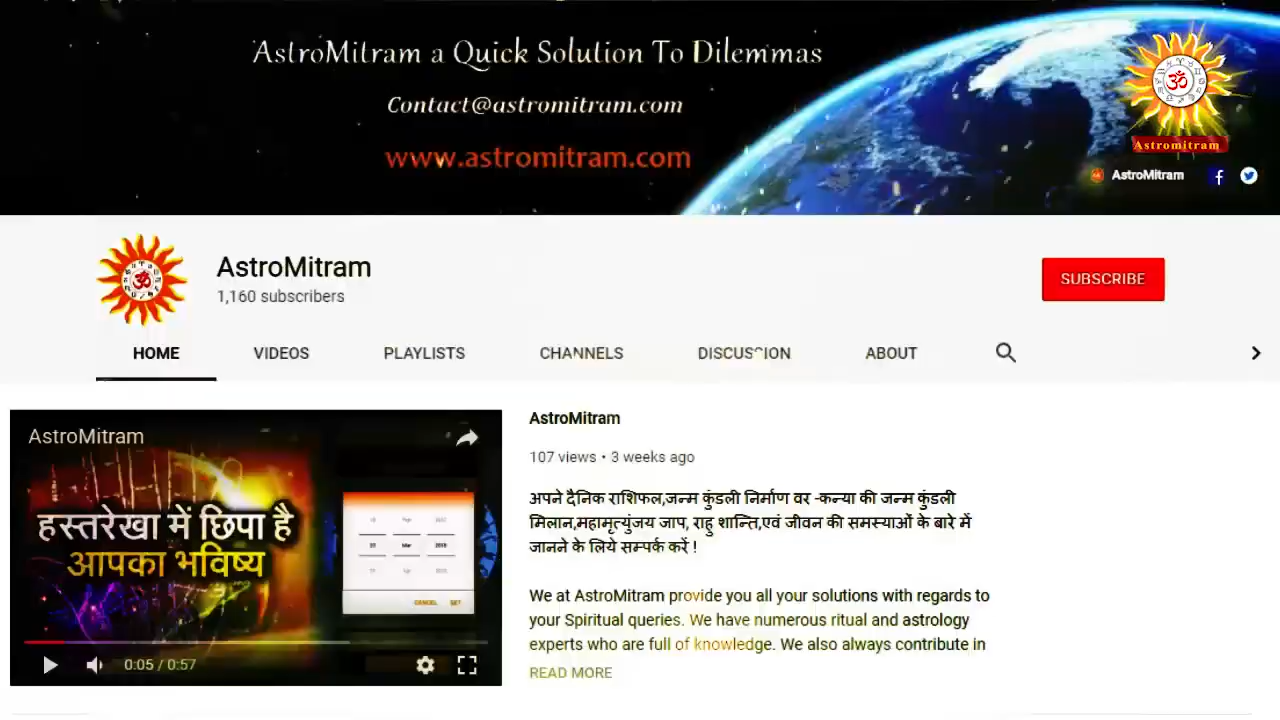 AstroMitram a Quick Solution To Dilemmas
Contact@astromitram.com
www.astromitram.com
Astromitram
AstroMitram
AstroMitram
1,160 subscribers
SUBSCRIBE
HOME VIDEOS PLAYLISTS CHANNELS DISCUSSION ABOUT
AstroMitram
हस्तरेखा में छिपा है
आपका भविष्य
CANCEL SET
0:05 / 0:57
AstroMitram
107 views • 3 weeks ago
अपने दैनिक राशिफल,जन्म कुंडली निर्माण वर -कन्या की जन्म कुंडली
मिलान,महामृत्युंजय जाप, राहु शान्ति,एवं जीवन की समस्याओं के बारे में
जानने के लिये सम्पर्क करें !
We at AstroMitram provide you all your solutions with regards to
your Spiritual queries. We have numerous ritual and astrology
experts who are full of knowledge. We also always contribute in
READ MORE